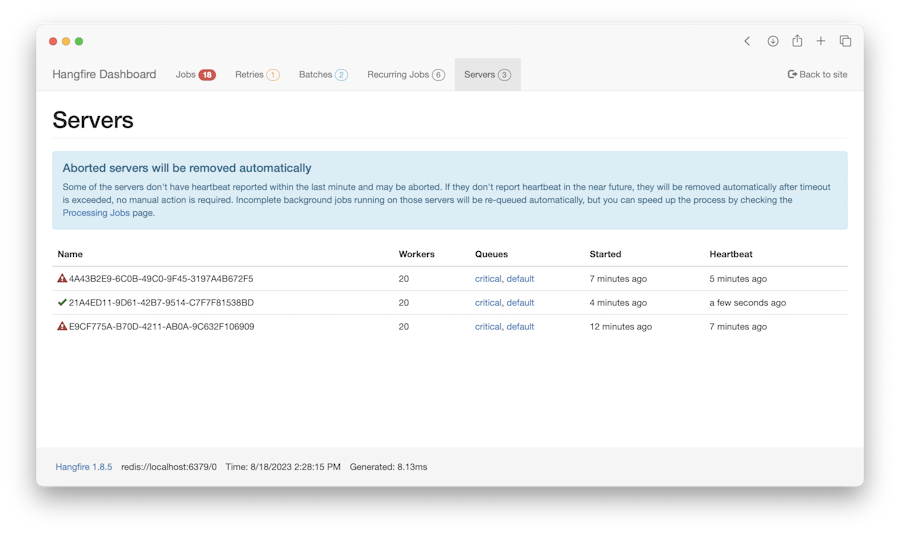 Hangfire Dashboard Jobs 18 Retries 1 Batches 2 Recurring Jobs 6 Servers 3 Back to site
Servers
Aborted servers will be removed automatically
Some of the servers don't have heartbeat reported within the last minute and may be aborted. If they don't report heartbeat in the near future, they will be removed automatically after timeout
is exceeded, no manual action is required. Incomplete background jobs running on those servers will be re-queued automatically, but you can speed up the process by checking the
Processing Jobs page.
Name Workers Queues Started Heartbeat
4A43B2E9-6C0B-49C0-9F45-3197A4B672F5 20 critical, default 7 minutes ago 5 minutes ago
21A4ED11-9D61-42B7-9514-C7F7F81538BD 20 critical, default 4 minutes ago a few seconds ago
E9CF775A-B70D-4211-AB0A-9C632F106909 20 critical, default 12 minutes ago 7 minutes ago
Hangfire 1.8.5 redis://localhost:6379/0 Time: 8/18/2023 2:28:15 PM Generated: 8.13ms